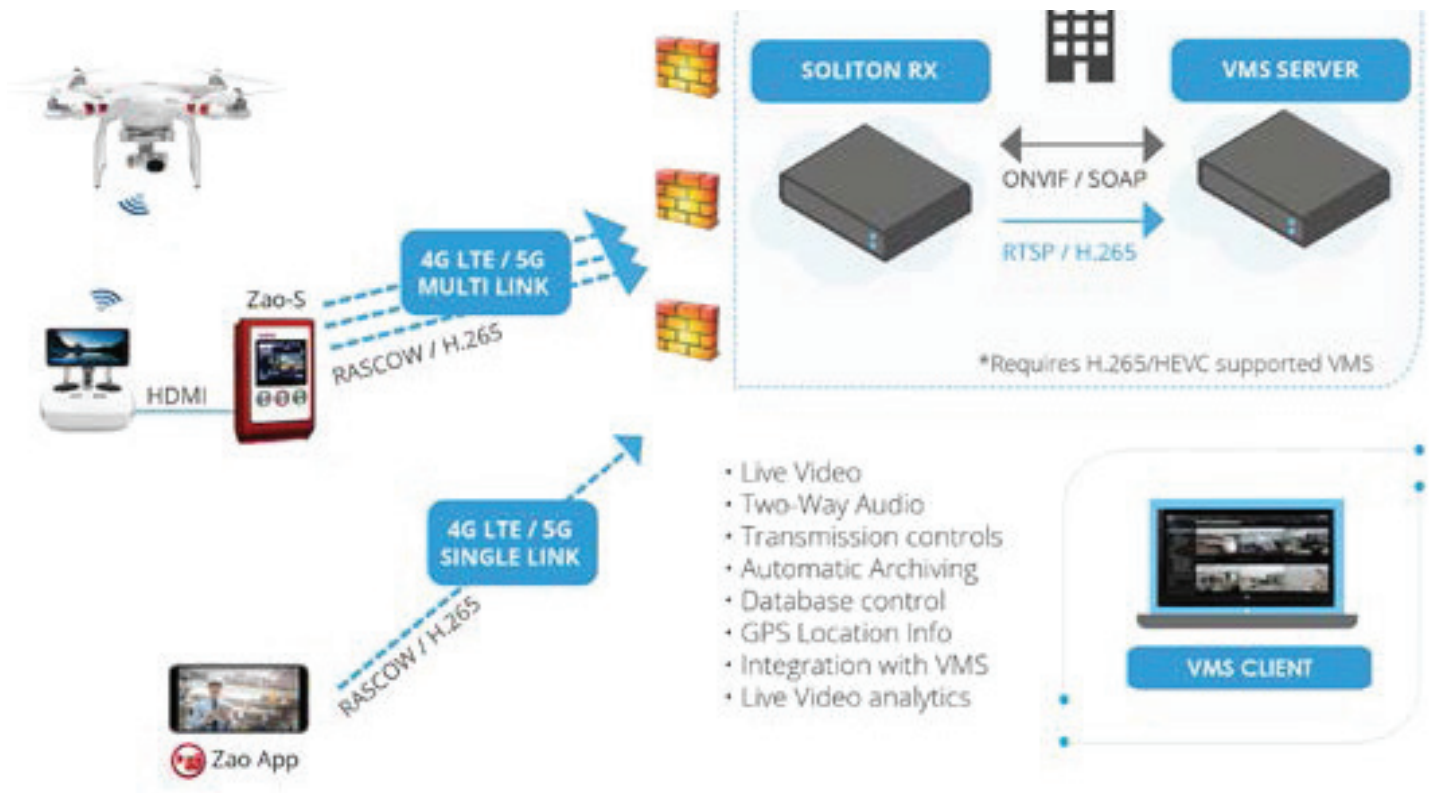 SOLITON RX
VMS SERVER
ONVIF / SOAP
RTSP / H.265
*Requires H.265/HEVC supported VMS
4G LTE / 5G
MULTI LINK
Zao-S
RASCOW / H.265
HDMI
4G LTE / 5G
SINGLE LINK
RASCOW / H.265
Zao App
• Live Video
• Two-Way Audio
• Transmission controls
• Automatic Archiving
• Database control
• GPS Location Info
• Integration with VMS
• Live Video analytics
VMS CLIENT